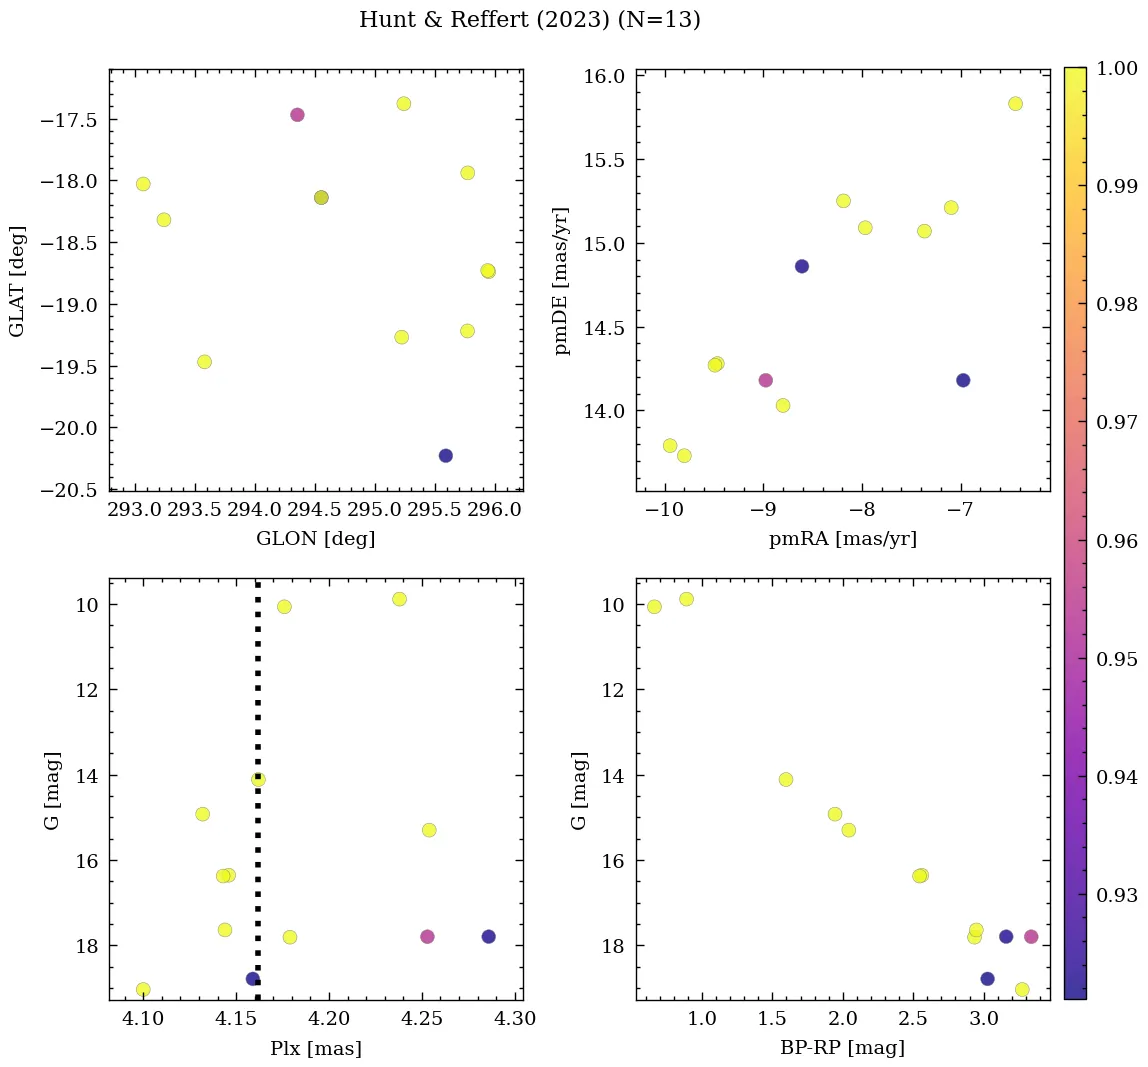 Hunt & Reffert (2023) (N=13)
−17.5
−18.0
−18.5
−19.0
−19.5
−20.0
−20.5
GLAT [deg]
293.0 293.5 294.0 294.5 295.0 295.5 296.0
GLON [deg]
16.0
15.5
15.0
14.5
14.0
pmDE [mas/yr]
−10 −9 −8 −7
pmRA [mas/yr]
10
12
14
16
18
G [mag]
4.10 4.15 4.20 4.25 4.30
Plx [mas]
10
12
14
16
18
G [mag]
1.0 1.5 2.0 2.5 3.0
BP-RP [mag]
1.00
0.99
0.98
0.97
0.96
0.95
0.94
0.93